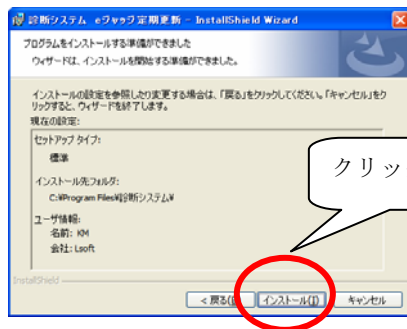 診断システム eジャッジ定期更新 - InstallShield Wizard
プログラムをインストールする準備ができました
ウィザードは、インストールを開始する準備ができました。
インストールの設定を参照したり変更する場合は、「戻る」をクリックしてください。「キャンセル」をク
リックすると、ウィザードを終了します。
現在の設定:
セットアップ タイプ:
標準
インストール先フォルダ:
C:¥Program Files¥診断システム¥
ユーザ情報:
名前: KM
会社: Lsoft
クリッ
InstallShield
< 戻る(B)
インストール(I)
キャンセル